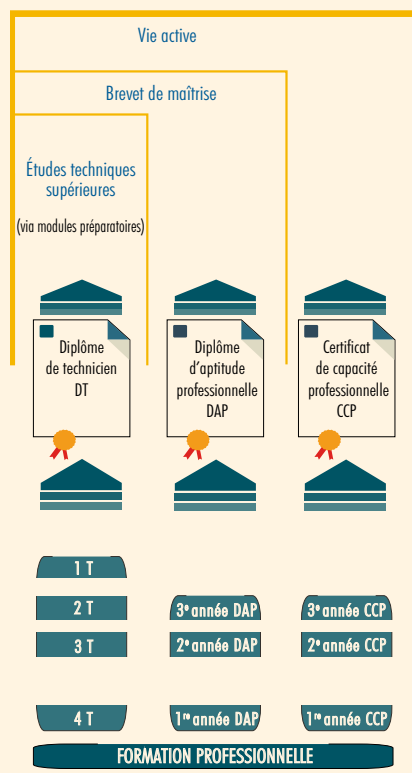 Vie active
Brevet de maîtrise
Études techniques
supérieures
(via modules préparatoires)
Diplôme
de technicien
DT
Diplôme
d'aptitude
professionnelle
DAP
Certificat
de capacité
professionnelle
CCP
1 T
2 T
3e année DAP
3e année CCP
3 T
2e année DAP
2e année CCP
4 T
1re année DAP
1re année CCP
FORMATION PROFESSIONNELLE